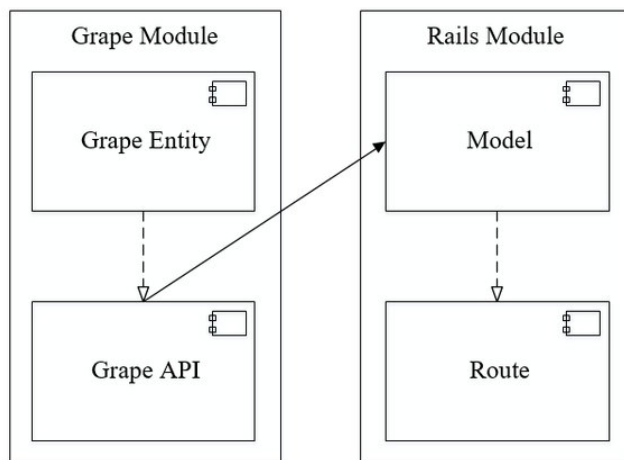 Grape Module
Grape Entity
Grape API
Rails Module
Model
Route